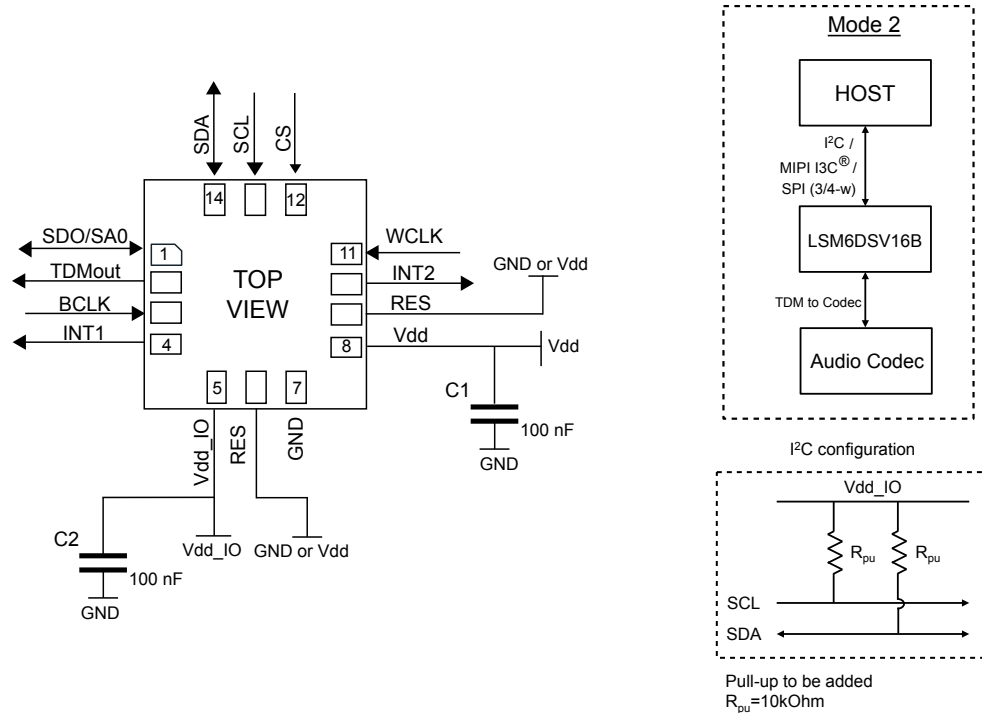 SDA
SCL
CS
14
12
SDO/SA0
1
TDMout
BCLK
INT1
4
TOP
VIEW
11
WCLK
INT2
GND or Vdd
RES
8
Vdd
Vdd
5
7
Vdd_IO
RES
GND
C1
100 nF
GND
C2
100 nF
GND
Vdd_IO
GND or Vdd
Mode 2
HOST
I²C /
MIPI I3C® /
SPI (3/4-w)
LSM6DSV16B
TDM to Codec
Audio Codec
I²C configuration
Vdd_IO
Rpu
Rpu
SCL
SDA
Pull-up to be added
Rpu=10kOhm